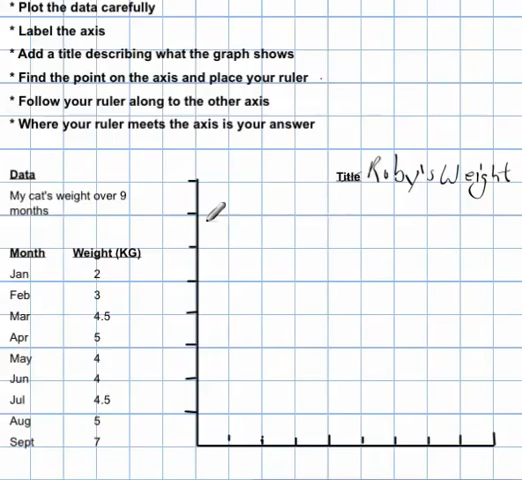 * Plot the data carefully
* Label the axis
* Add a title describing what the graph shows
* Find the point on the axis and place your ruler
* Follow your ruler along to the other axis
* Where your ruler meets the axis is your answer
Data
Title Roby's Weight
My cat's weight over 9
months
Month Weight (KG)
Jan 2
Feb 3
Mar 4.5
Apr 5
May 4
Jun 4
Jul 4.5
Aug 5
Sept 7